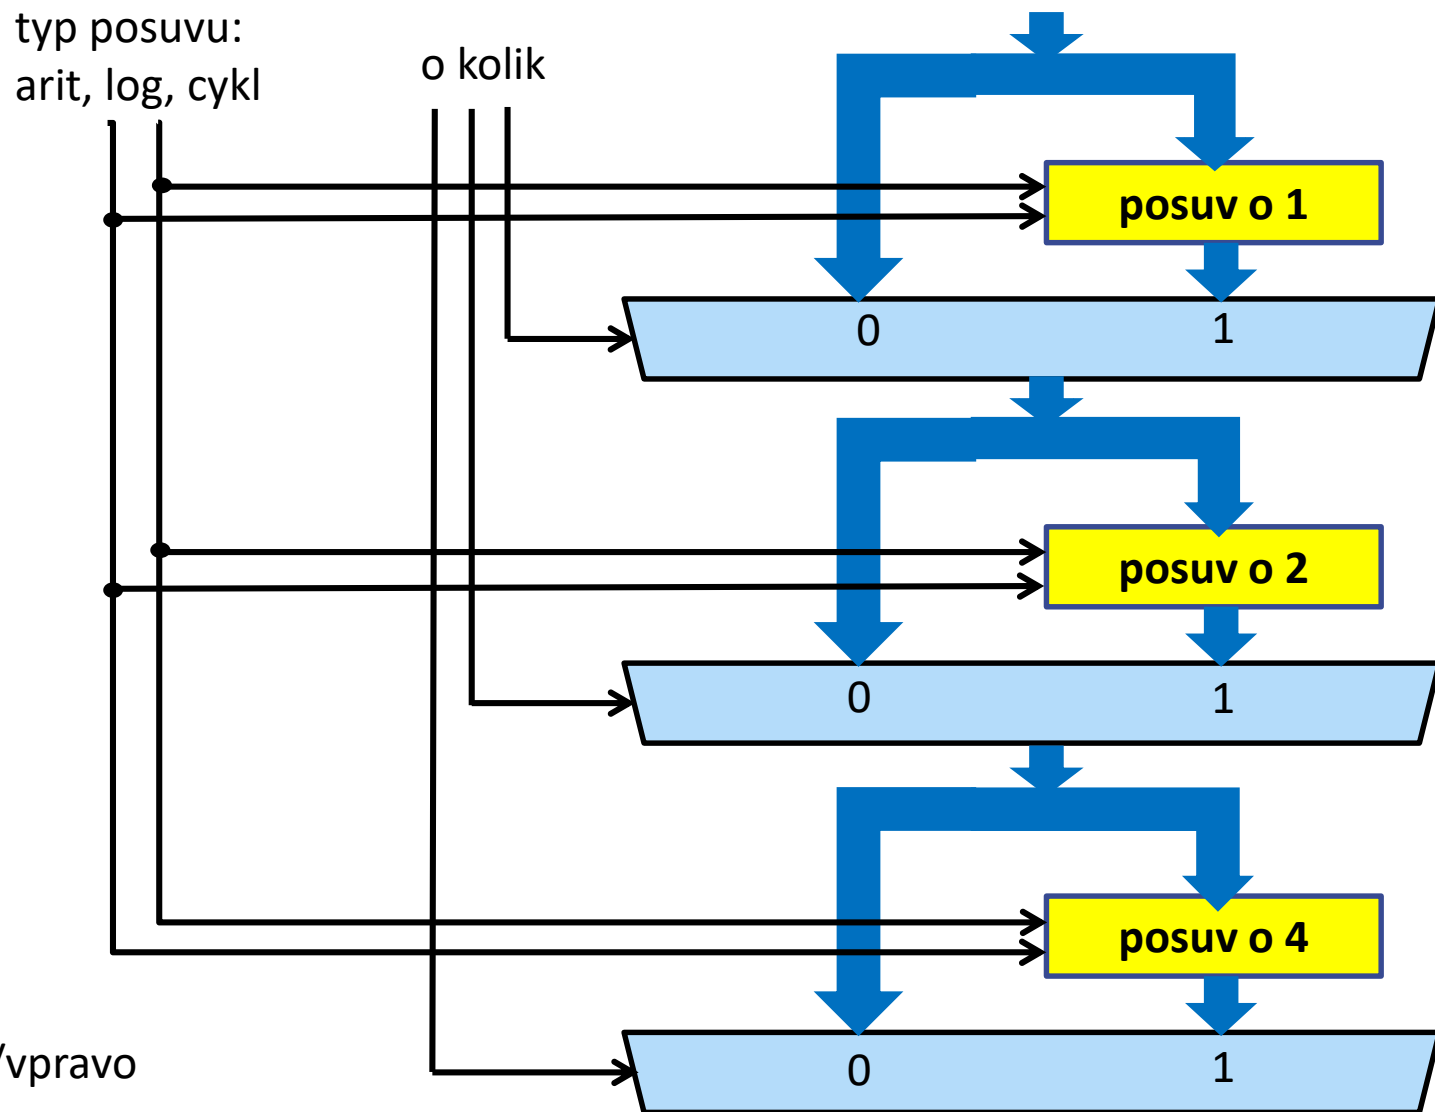 typ posuvu:
arit, log, cykl
o kolik
posuv o 1
0 1
posuv o 2
0 1
posuv o 4
0 1
/vpravo